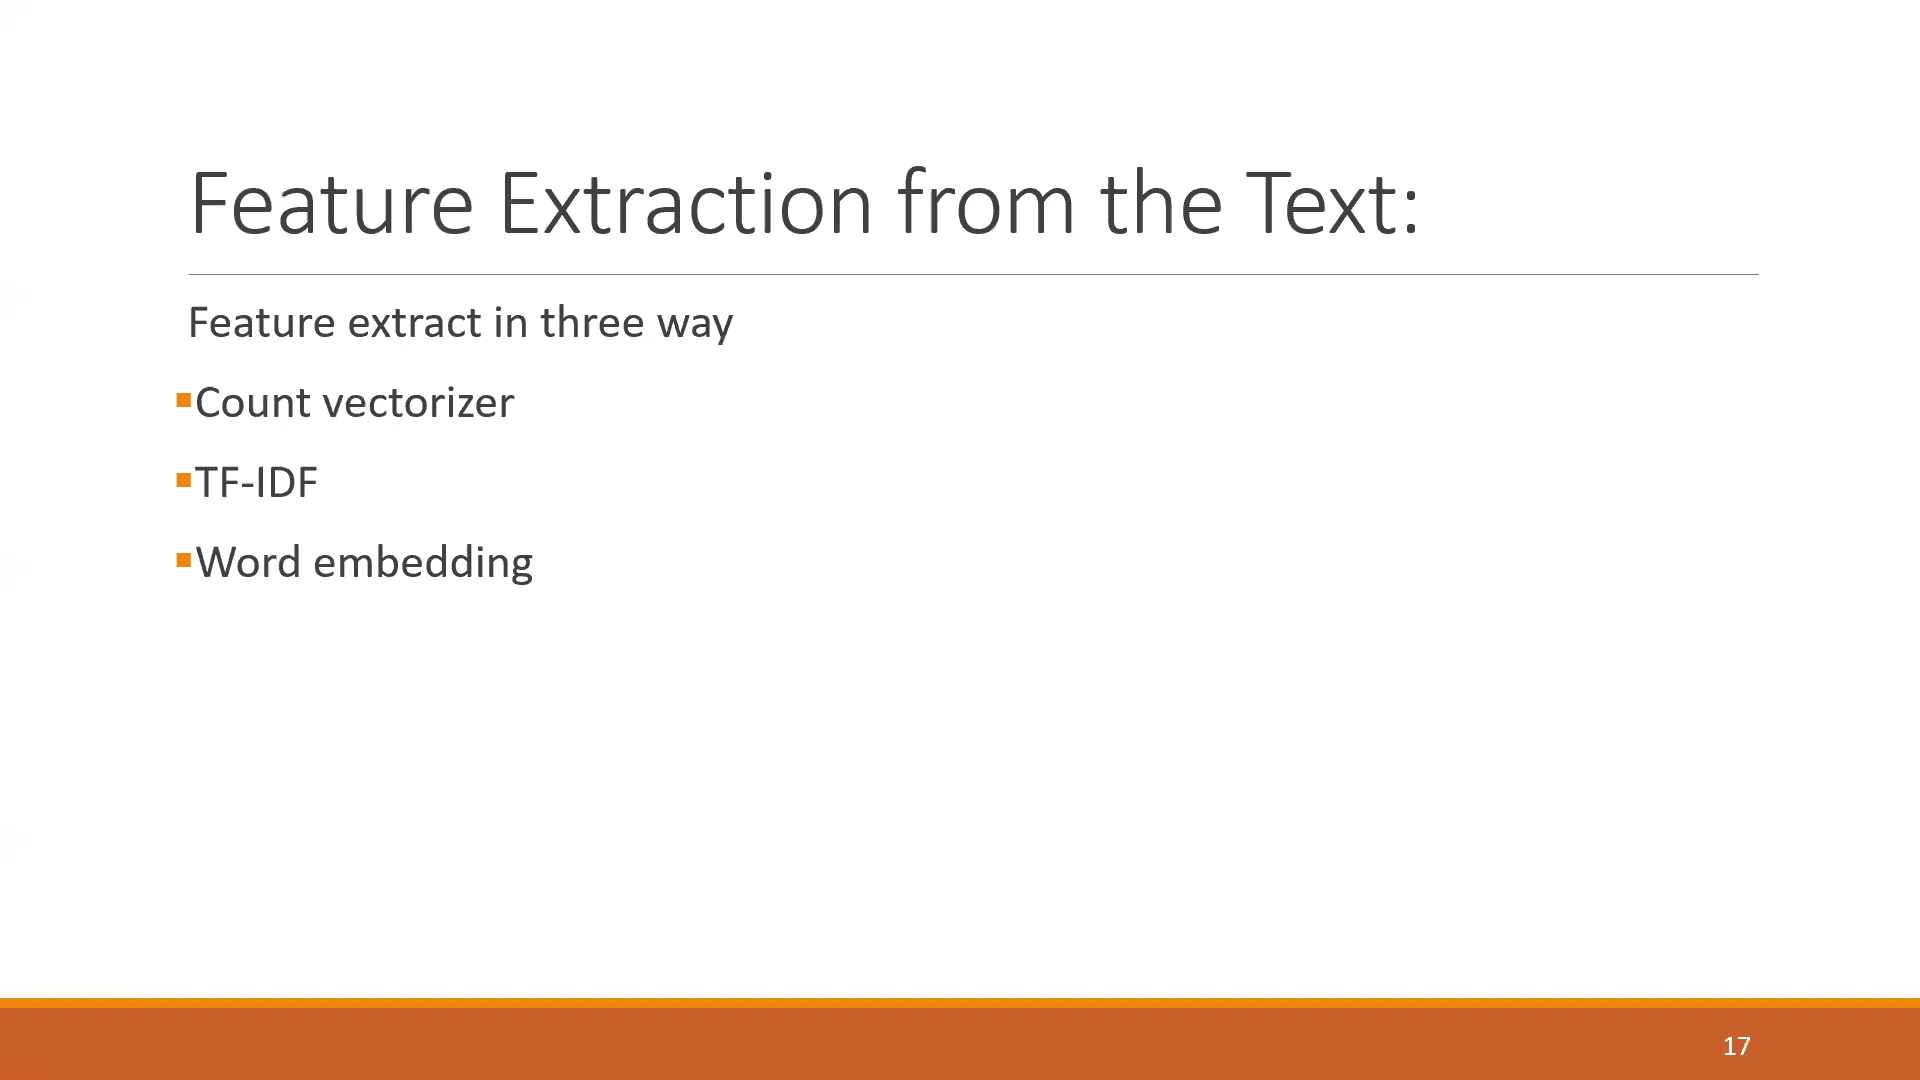 Feature Extraction from the Text:
Feature extract in three way
▪Count vectorizer
▪TF-IDF
▪Word embedding
17